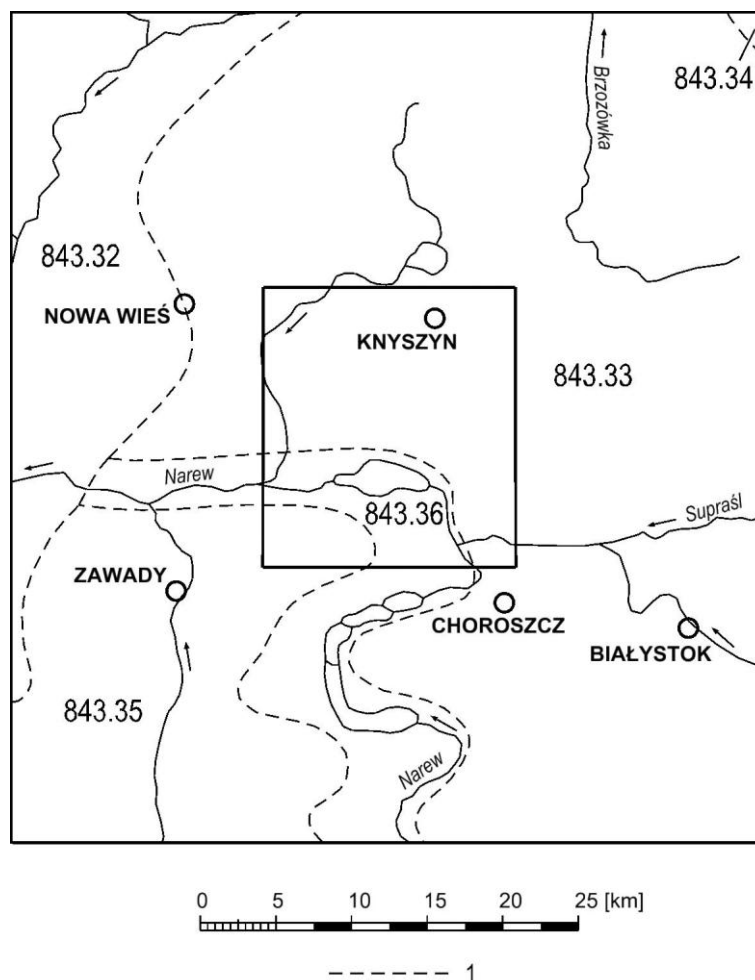 843.34
Brzozówka
843.32
NOWA WIEŚ
KNYSZYN
843.33
Narew
843.36
Supraśl
ZAWADY
CHOROSZCZ
BIAŁYSTOK
843.35
Narew
0 5 10 15 20 25 [km]
1